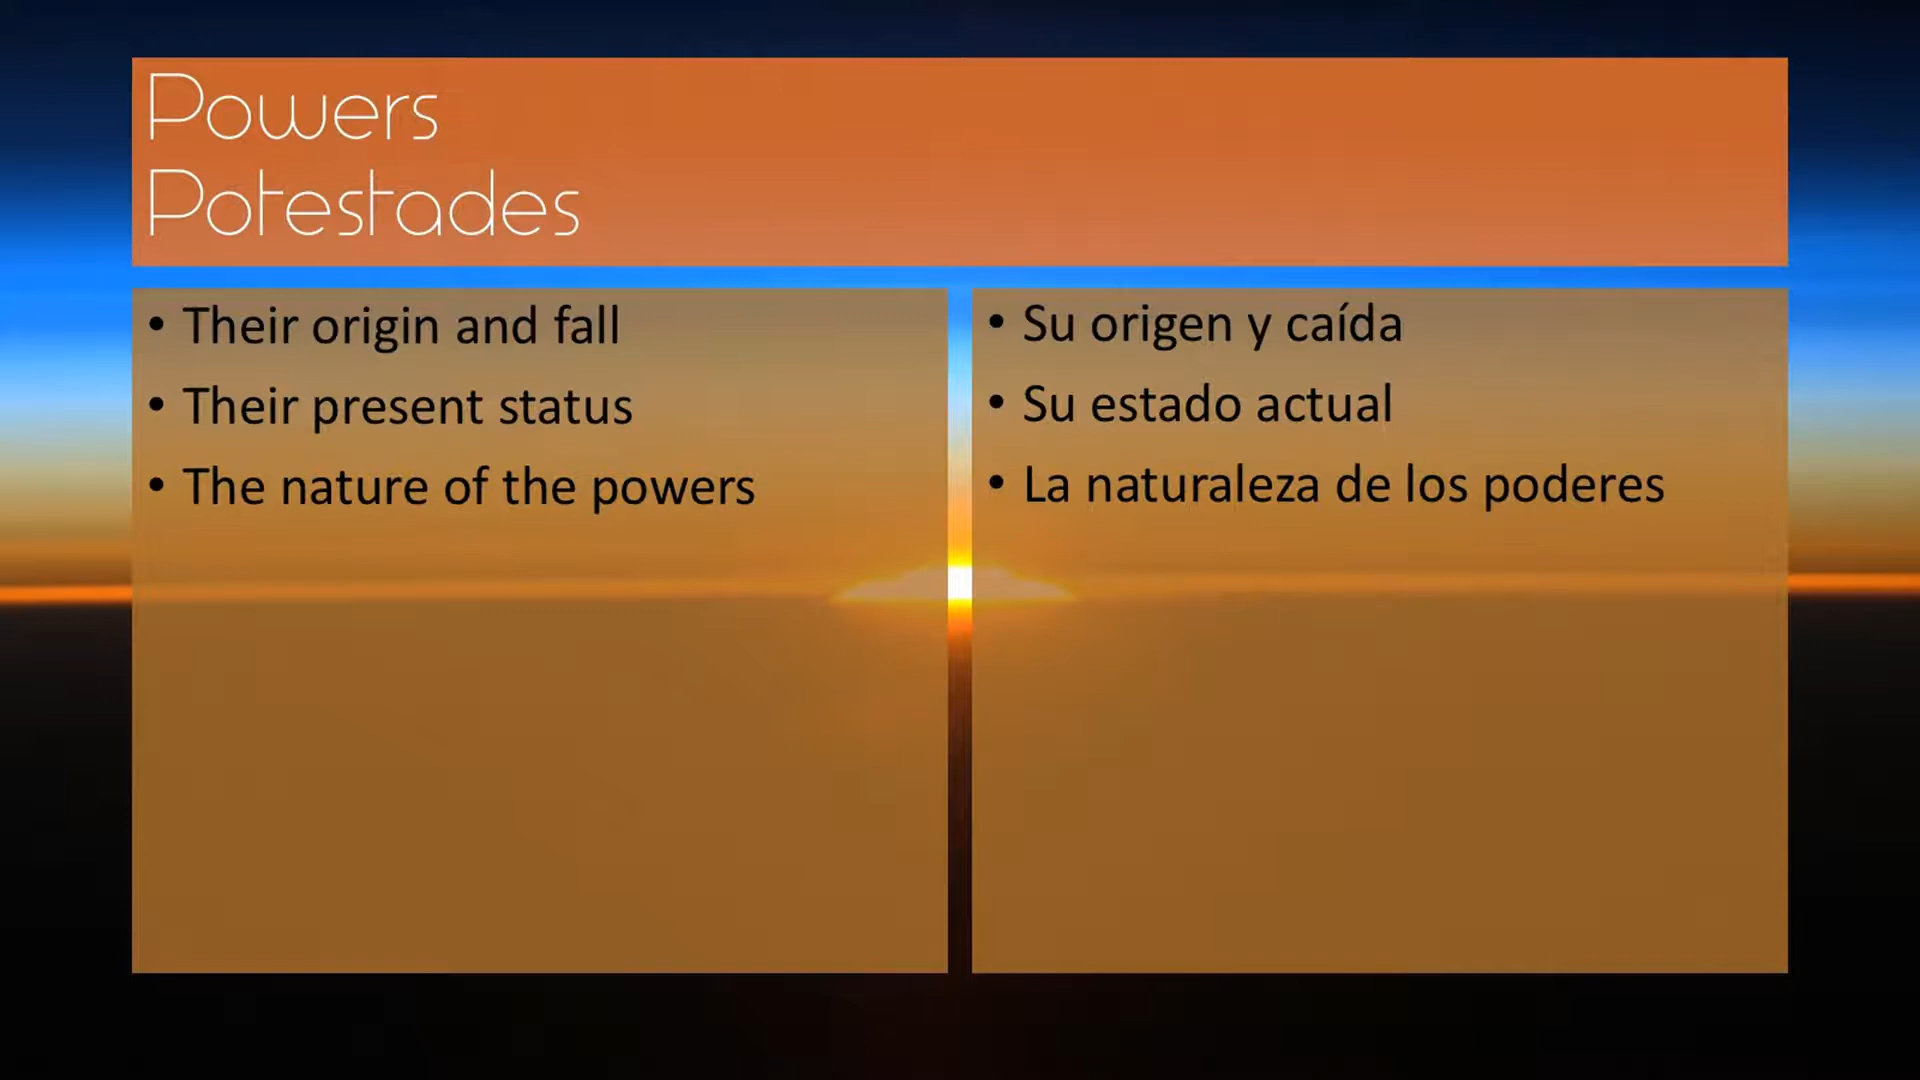 Powers
Potestades
• Their origin and fall
• Their present status
• The nature of the powers
• Su origen y caída
• Su estado actual
• La naturaleza de los poderes